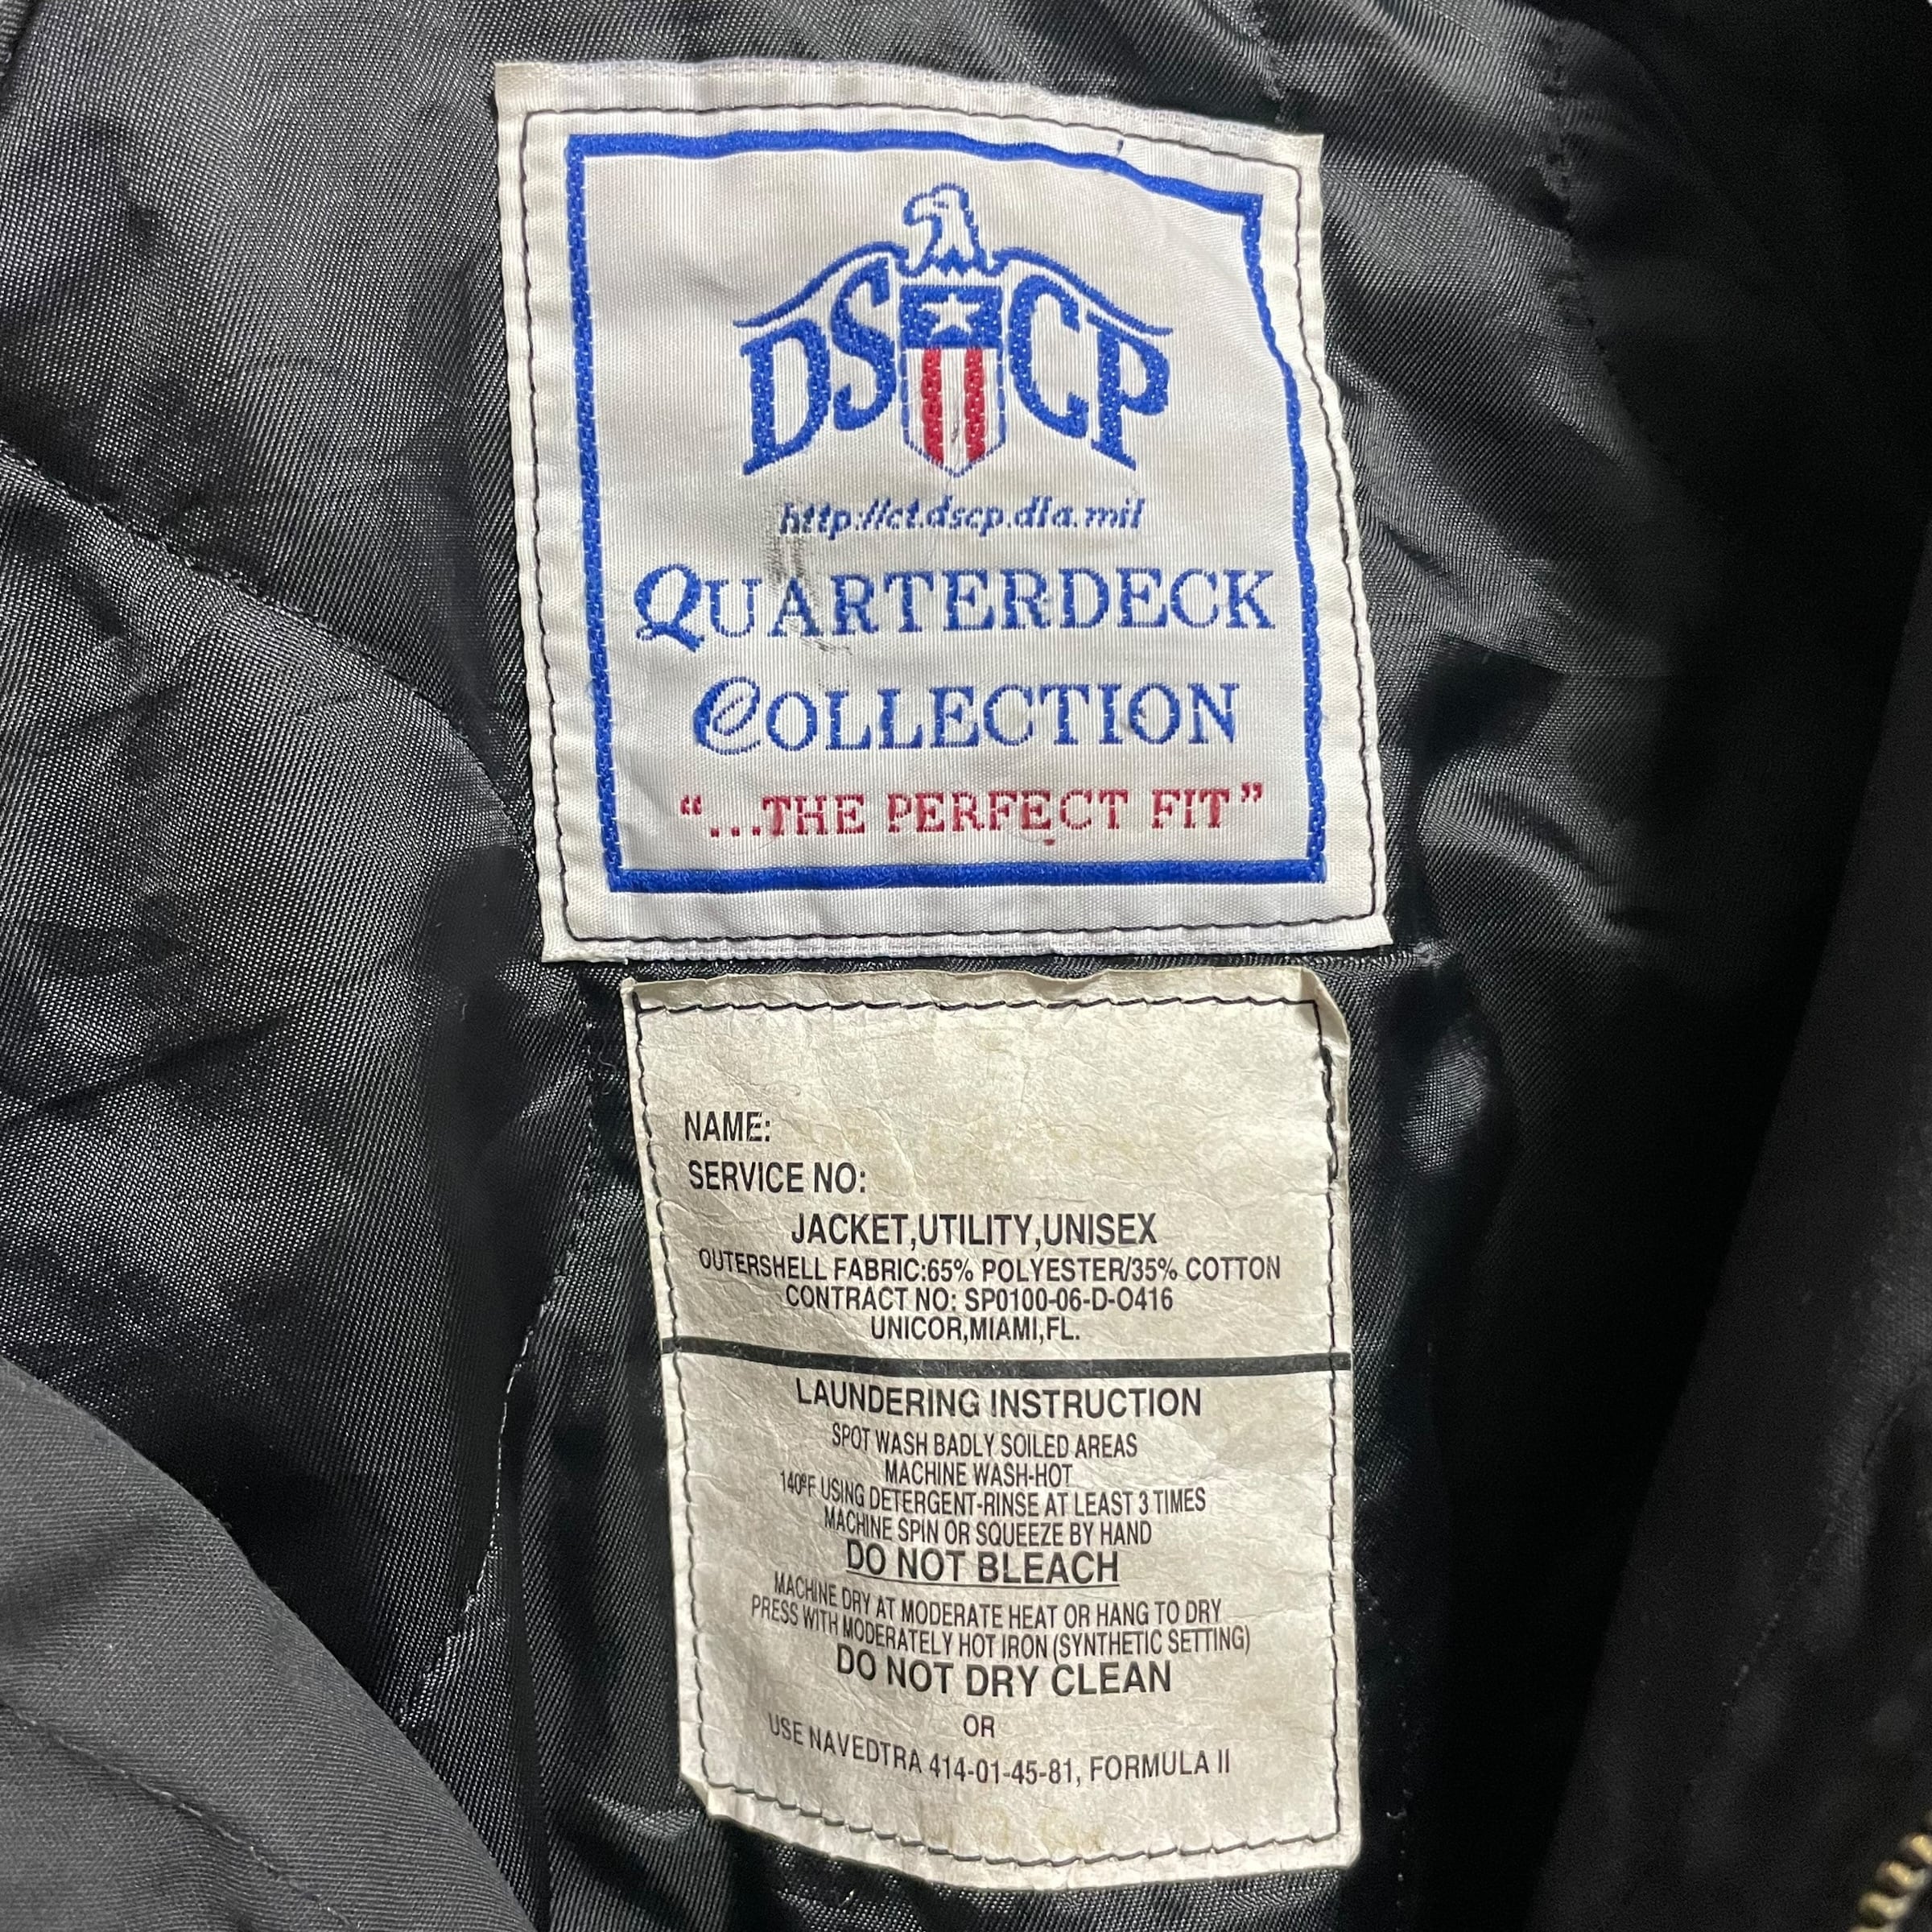 DSCP
http://ct.dscp.dla.mil
QUARTERDECK
COLLECTION
“...THE PERFECT FIT”
NAME:
SERVICE NO:
JACKET,UTILITY,UNISEX
OUTERSHELL FABRIC:65% POLYESTER/35% COTTON
CONTRACT NO: SP0100-06-D-O416
UNICOR,MIAMI,FL.
LAUNDERING INSTRUCTION
SPOT WASH BADLY SOILED AREAS
MACHINE WASH-HOT
140ºF USING DETERGENT-RINSE AT LEAST 3 TIMES
MACHINE SPIN OR SQUEEZE BY HAND
DO NOT BLEACH
MACHINE DRY AT MODERATE HEAT OR HANG TO DRY
PRESS WITH MODERATELY HOT IRON (SYNTHETIC SETTING)
DO NOT DRY CLEAN
OR
USE NAVEDTRA 414-01-45-81, FORMULA II